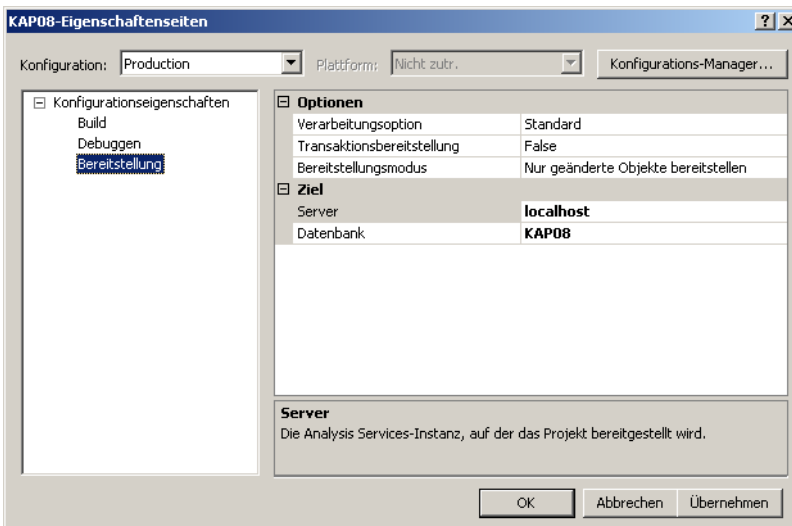 KAP08-Eigenschaftenseiten
Konfiguration: Production Plattform: Nicht zutr. Konfigurations-Manager...
Konfigurationseigenschaften
Build
Debuggen
Bereitstellung
Optionen
Verarbeitungsoption Standard
Transaktionsbereitstellung False
Bereitstellungsmodus Nur geänderte Objekte bereitstellen
Ziel
Server localhost
Datenbank KAP08
Server
Die Analysis Services-Instanz, auf der das Projekt bereitgestellt wird.
OK Abbrechen Übernehmen